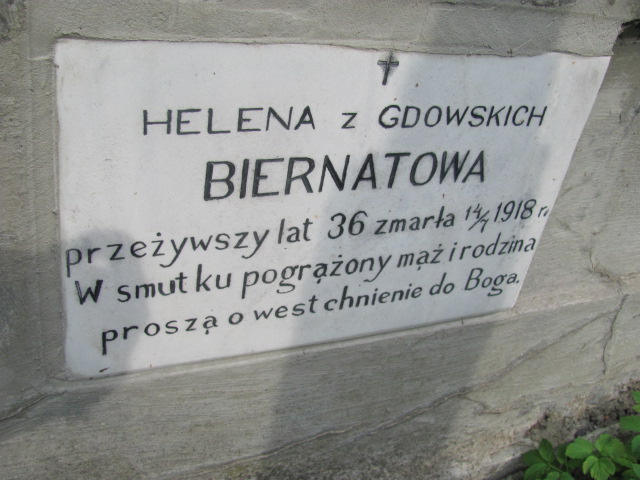 HELENA z GDOWSKICH
BIERNATOWA
przeżywszy lat 36 zmarła 14/7 1918 r.
W smutku pogrążony mąż i rodzina
proszą o westchnienie do Boga.